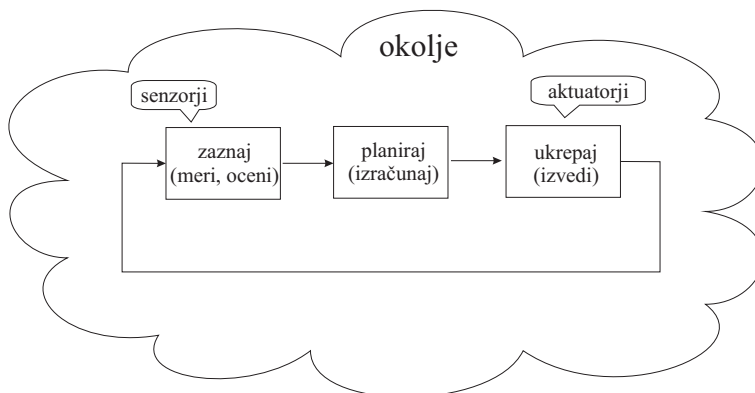 okolje
senzorji
aktuatorji
zaznaj
(meri, oceni)
planiraj
(izračunaj)
ukrepaj
(izvedi)